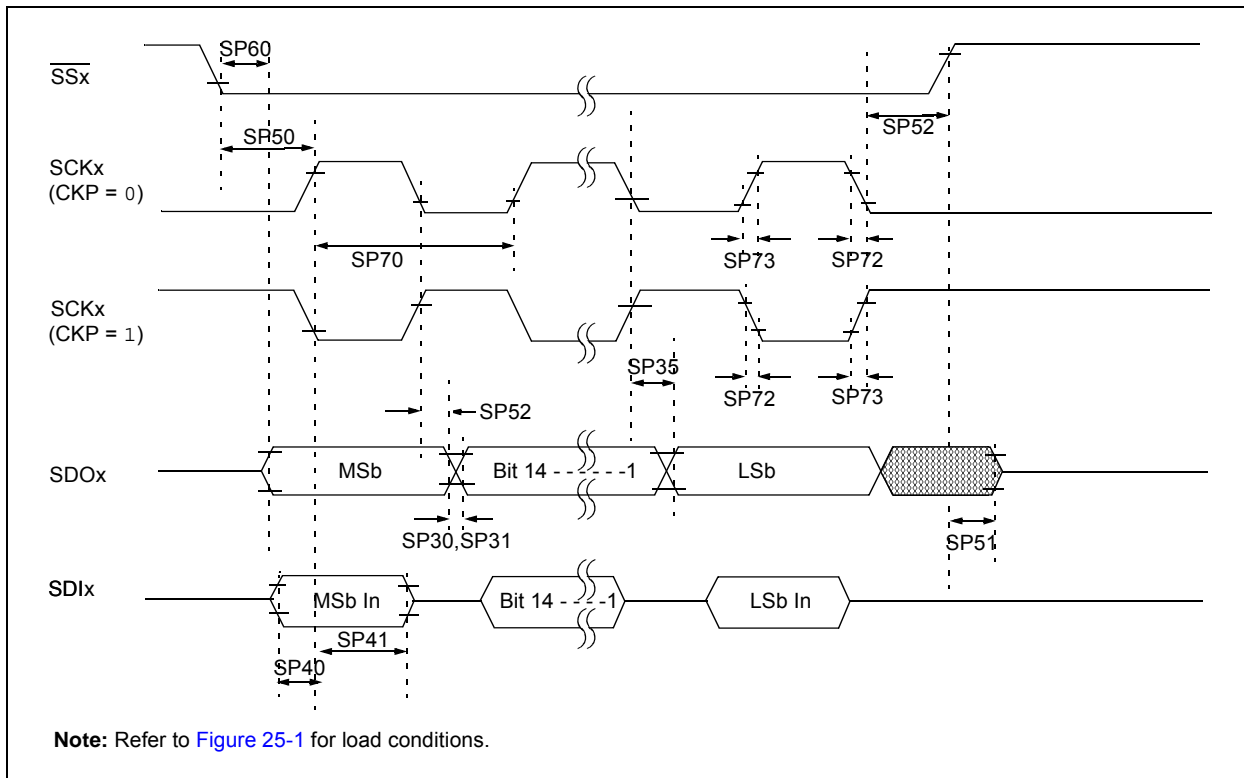 SP60
SSx
SP50
SP52
SCKx
(CKP = 0)
SP70
SP73
SP72
SCKx
(CKP = 1)
SP35
SP72
SP73
SP52
SDOx
MSb
Bit 14 - - - - - -1
LSb
SP30,SP31
SP51
SDIx
MSb In
Bit 14 - - - -1
LSb In
SP41
SP40
Note: Refer to Figure 25-1 for load conditions.